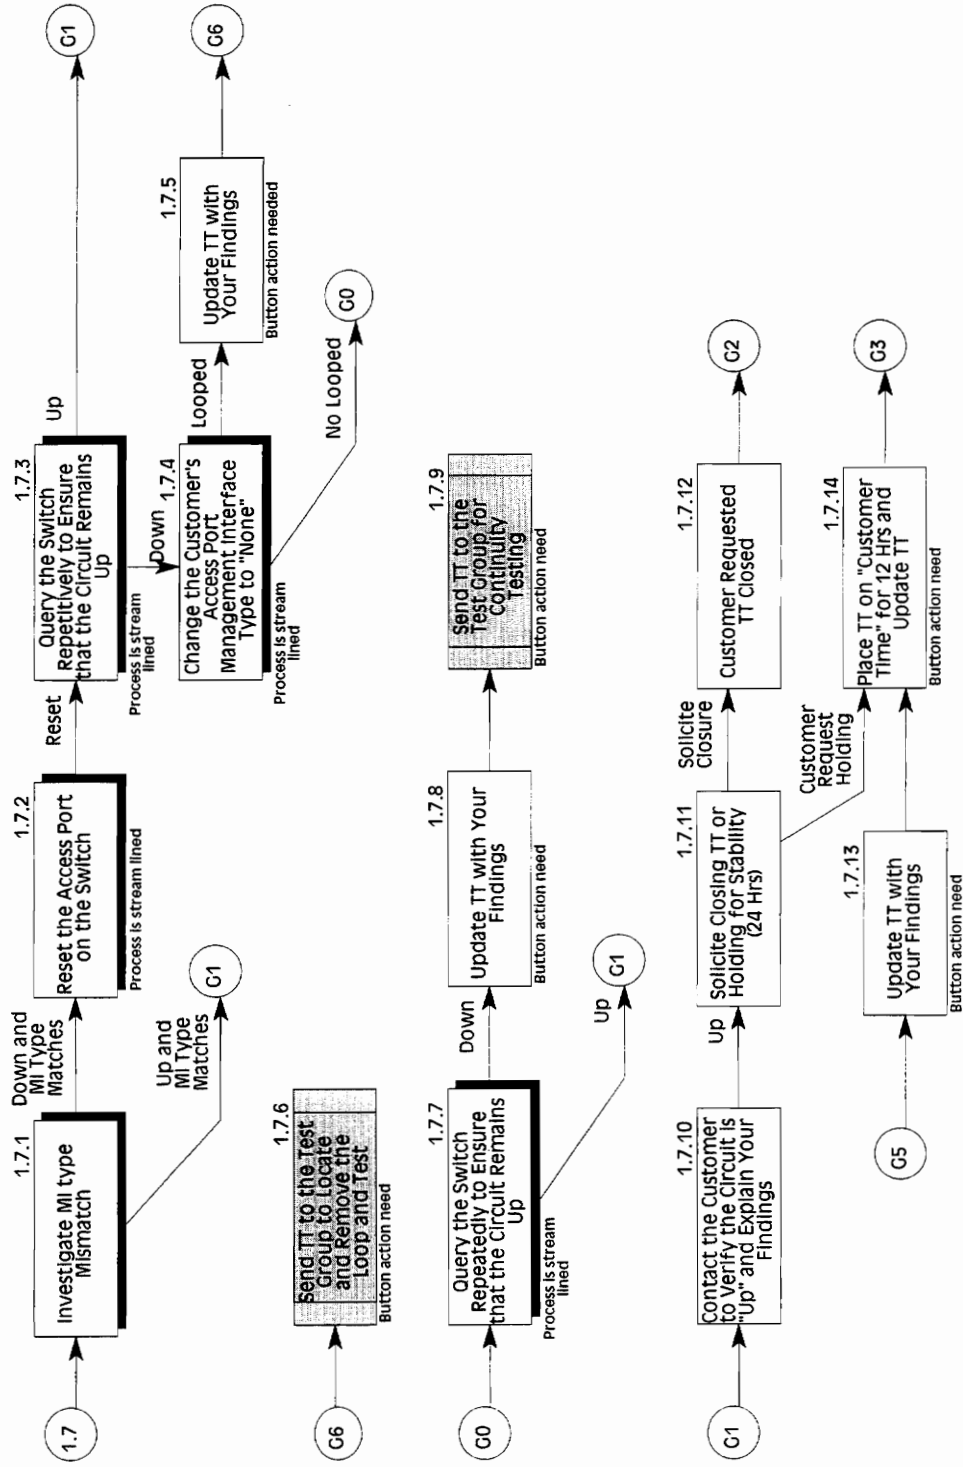 1.7
1.7.1
Investigate MI type
Mismatch
Down and
MI Type
Matches
Up and
MI Type
Matches
G1
1.7.2
Reset the Access Port
on the Switch
Process is stream lined
Reset
1.7.3
Query the Switch
Repetitively to Ensure
that the Circuit Remains
Up
Process is stream
lined
Up
G1
Down
1.7.4
Change the Customer's
Access Port
Management Interface
Type to "None"
Process is stream
lined
Looped
No Looped
G0
1.7.5
Update TT with
Your Findings
Button action needed
G6
G6
1.7.6
Send TT to the Test
Group to Locate
and Remove the
Loop and Test
Button action need
G0
1.7.7
Query the Switch
Repeatedly to Ensure
that the Circuit Remains
Up
Process is stream
lined
Down
Up
G1
1.7.8
Update TT with Your
Findings
Button action need
1.7.9
Send TT to the
Test Group for
Continuity
Testing
Button action need
G1
1.7.10
Contact the Customer
to Verify the Circuit is
"Up" and Explain Your
Findings
Up
1.7.11
Solicite Closing TT or
Holding for Stability
(24 Hrs)
Solicite
Closure
Customer
Request
Holding
1.7.12
Customer Requested
TT Closed
G2
G5
1.7.13
Update TT with
Your Findings
Button action need
1.7.14
Place TT on "Customer
Time" for 12 Hrs and
Update TT
Button action need
G3